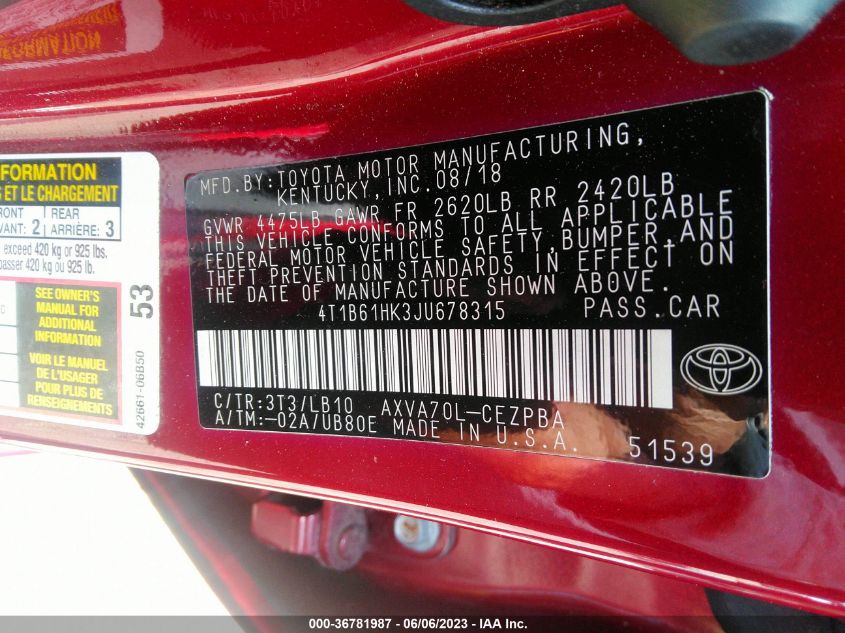 FORMATION
NFORMATION
S ET LE CHARGEMENT
RONT 2 REAR 3
VANT: ARRIÈRE:
exceed 420 kg or 925 lbs.
passer 420 kg ou 925 lb.
SEE OWNER'S
MANUAL FOR
ADDITIONAL
INFORMATION
VOIR LE MANUEL
DE L'USAGER
POUR PLUS DE
RENSEIGNEMENTS
53
42661-06B50
MFD.BY:TOYOTA MOTOR MANUFACTURING,
KENTUCKY,INC.08/18
GVWR 4475LB GAWR FR 2620LB RR 2420LB
THIS VEHICLE CONFORMS TO ALL APPLICABLE
FEDERAL MOTOR VEHICLE SAFETY,BUMPER,AND
THEFT PREVENTION STANDARDS IN EFFECT ON
THE DATE OF MANUFACTURE SHOWN ABOVE.
4T1B61HK3JU678315 PASS.CAR
C/TR:3T3/LB10 AXVA70L-CEZPBA
A/TM:-02A/UB80E MADE IN U.S.A. 51539
000-36781987 - 06/06/2023 - IAA Inc.